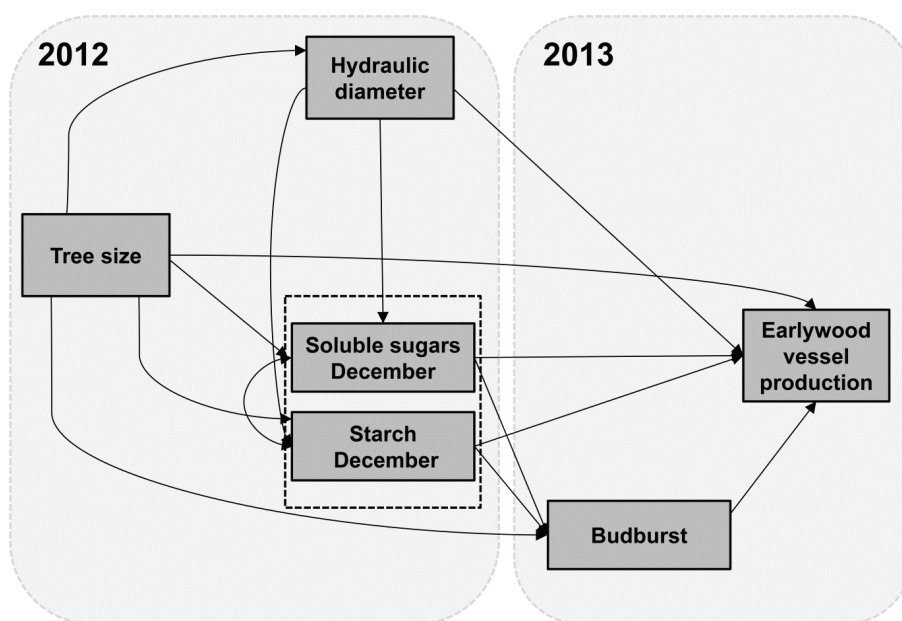 2012
2013
Hydraulic
diameter
Tree size
Soluble sugars
December
Starch
December
Earlywood
vessel
production
Budburst